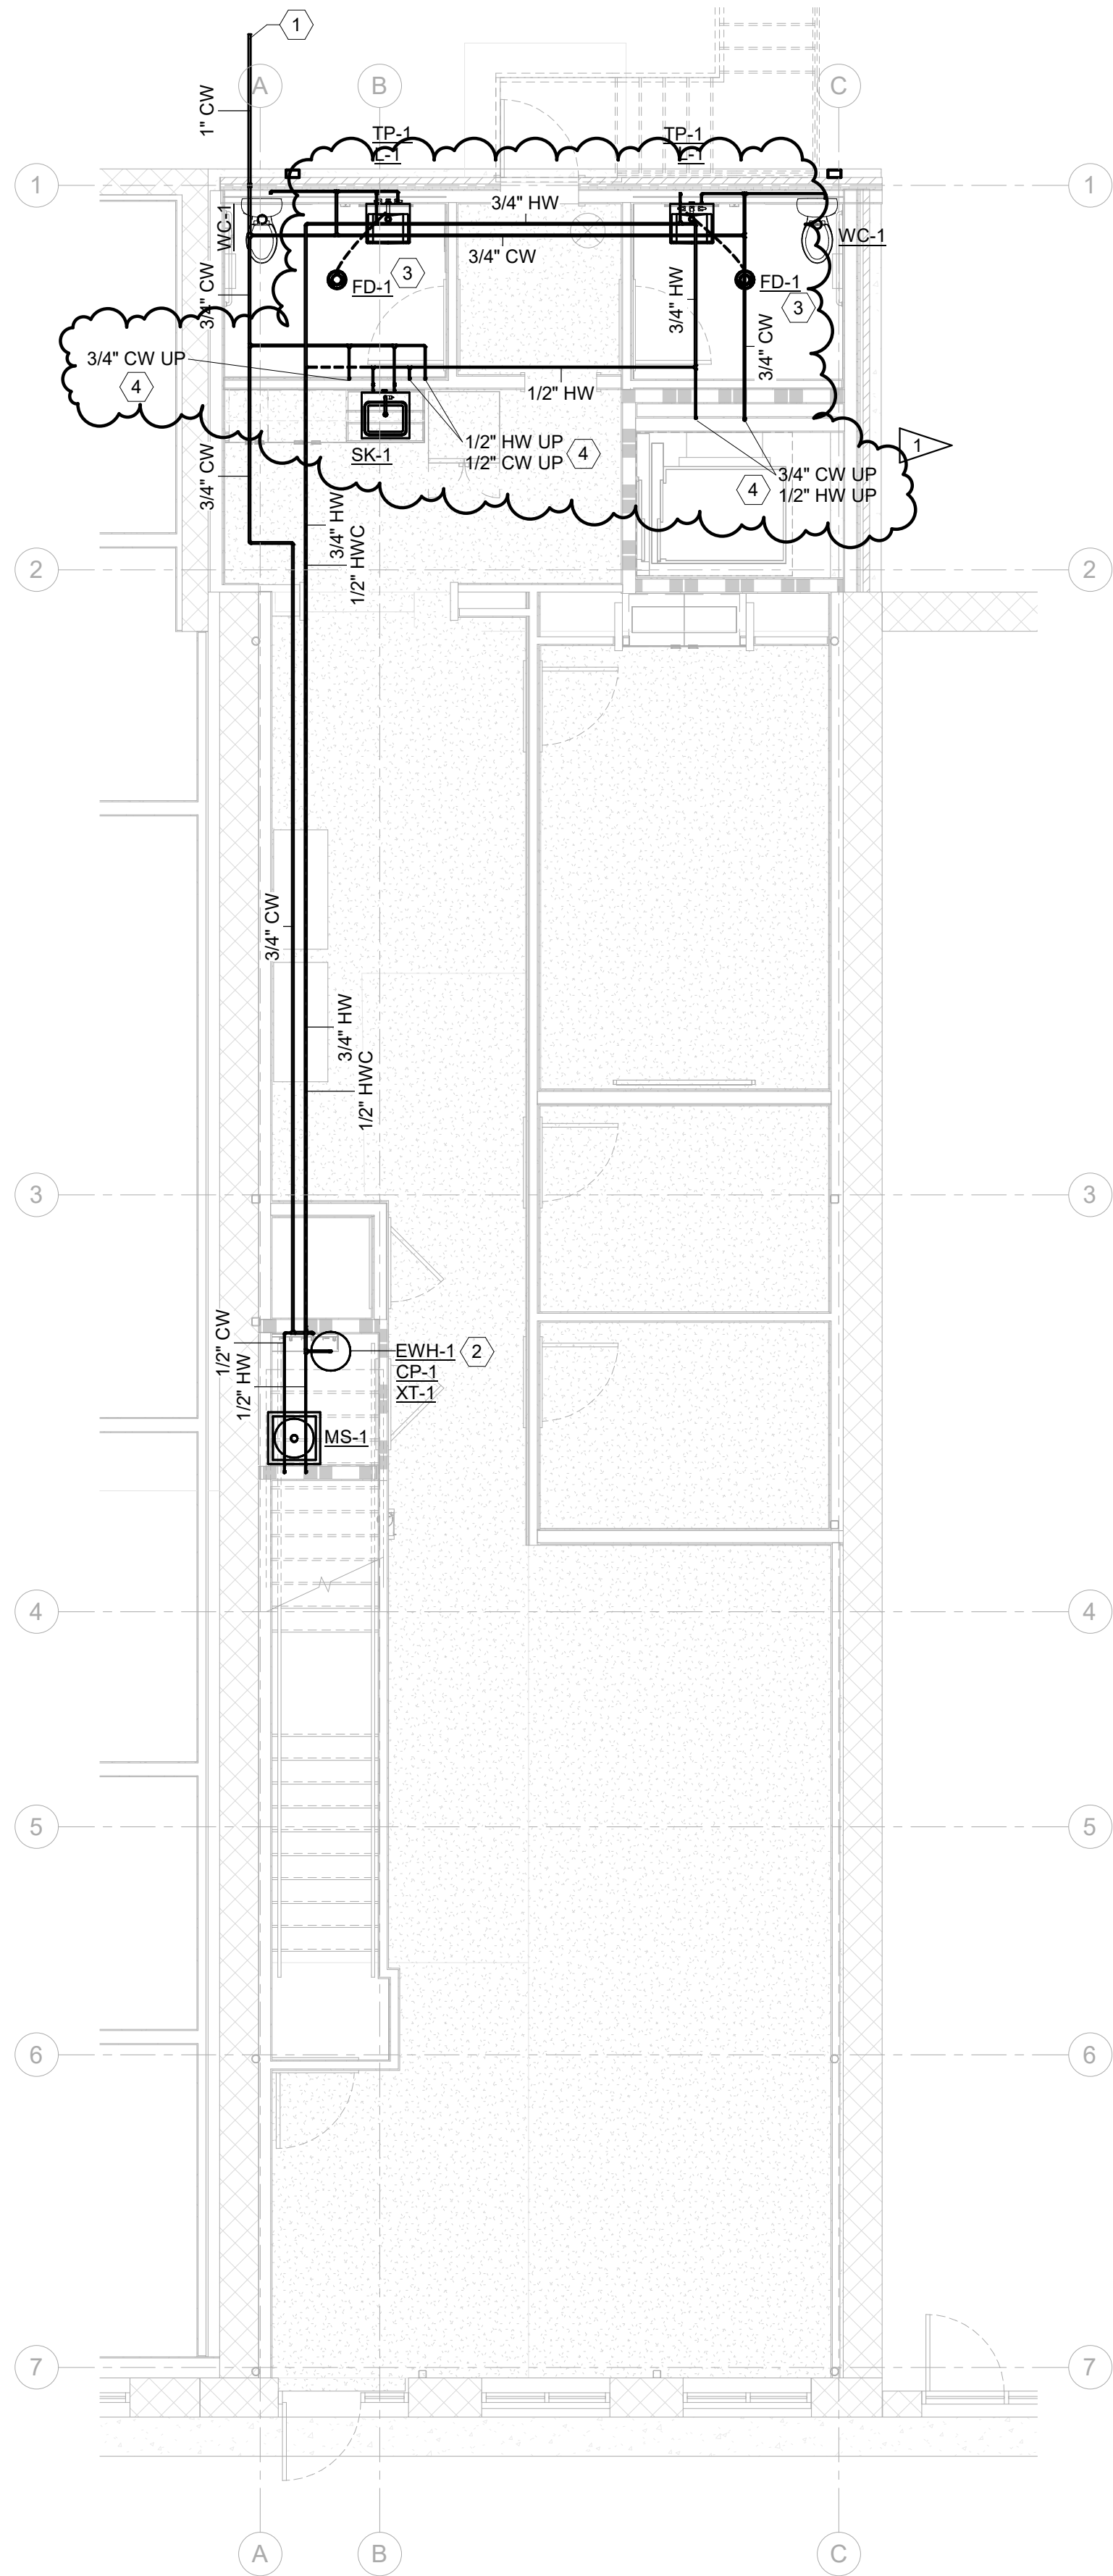 1
1" CW
A
B
C
TP-1
L-1
TP-1
L-1
1
1
3/4" HW
3/4" CW
WC-1
WC-1
3
FD-1
FD-1
3
3/4" CW
3/4" HW
3/4" CW
3/4" CW UP
4
1/2" HW
SK-1
1/2" HW UP
1/2" CW UP
4
1
3/4" CW UP
1/2" HW UP
4
3/4" CW
3/4" HW
1/2" HWC
2
2
3/4" CW
3/4" HW
1/2" HWC
3
3
1/2" CW
1/2" HW
EWH-1
2
CP-1
XT-1
MS-1
4
4
5
5
6
6
7
7
A
B
C